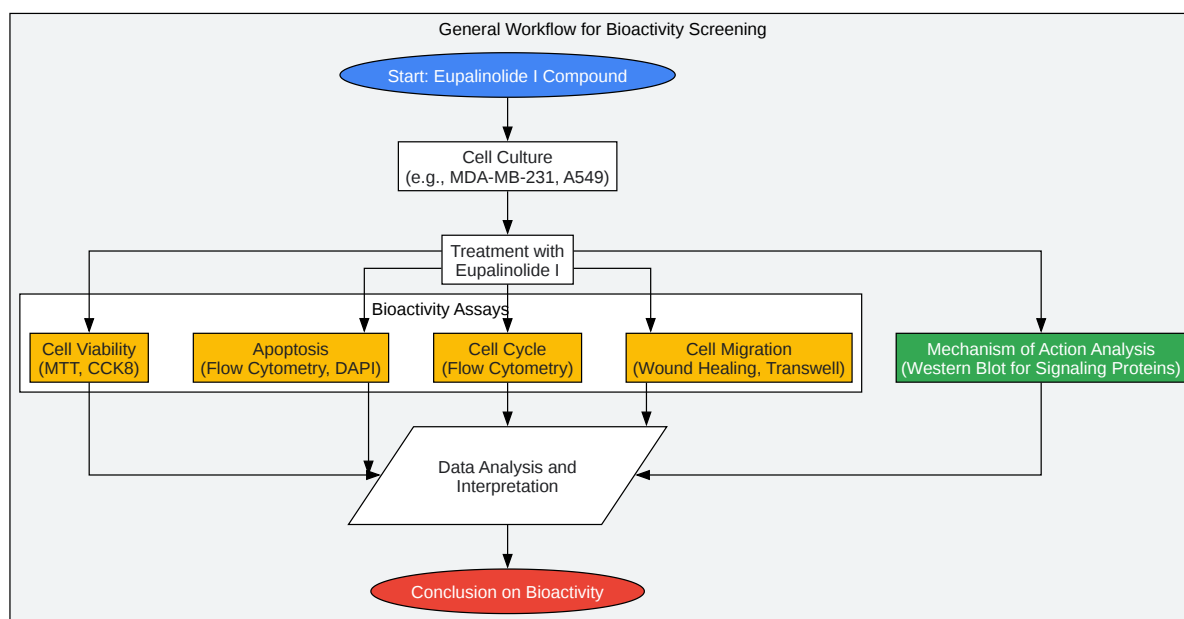 General Workflow for Bioactivity Screening
Start: Eupalinolide I Compound
Cell Culture
(e.g., MDA-MB-231, A549)
Treatment with
Eupalinolide I
Bioactivity Assays
Cell Viability
(MTT, CCK8)
Apoptosis
(Flow Cytometry, DAPI)
Cell Cycle
(Flow Cytometry)
Cell Migration
(Wound Healing, Transwell)
Mechanism of Action Analysis
(Western Blot for Signaling Proteins)
Data Analysis and
Interpretation
Conclusion on Bioactivity